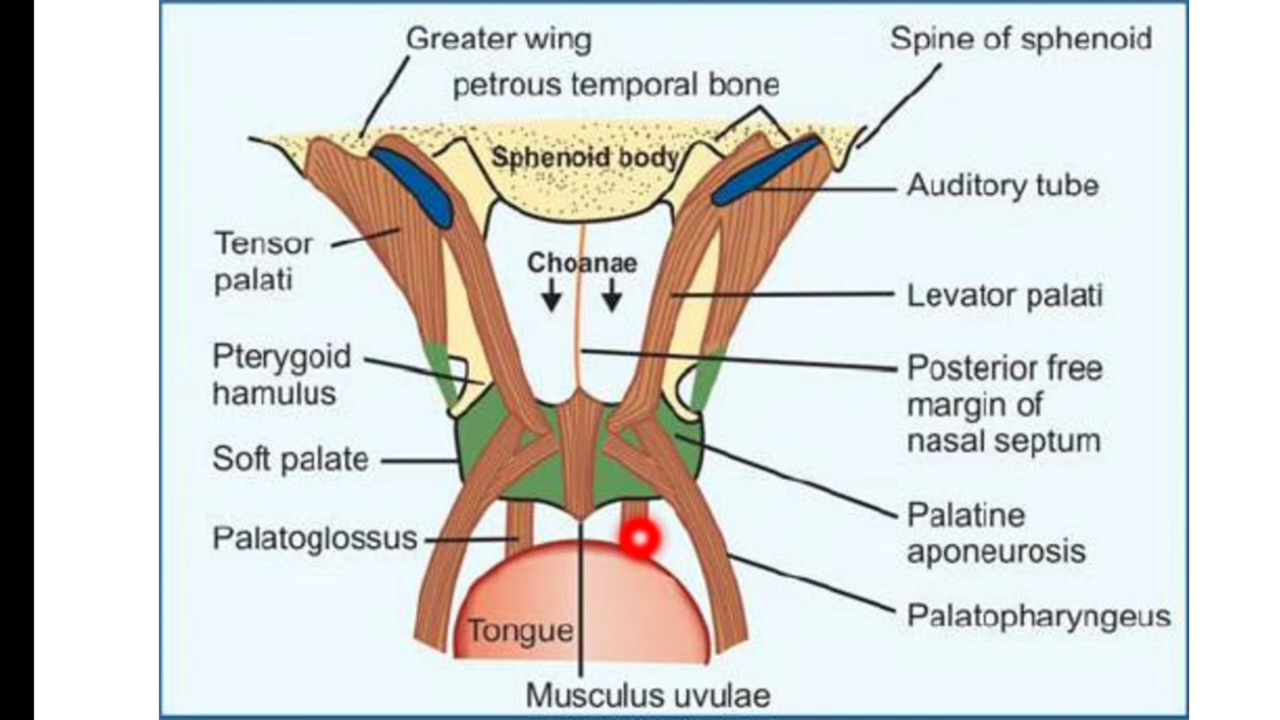 Greater wing
Spine of sphenoid
petrous temporal bone
Sphenoid body
Auditory tube
Tensor
palati
Choanae
Levator palati
Pterygoid
hamulus
Posterior free
margin of
nasal septum
Soft palate
Palatine
aponeurosis
Palatoglossus
Palatopharyngeus
Tongue
Musculus uvulae